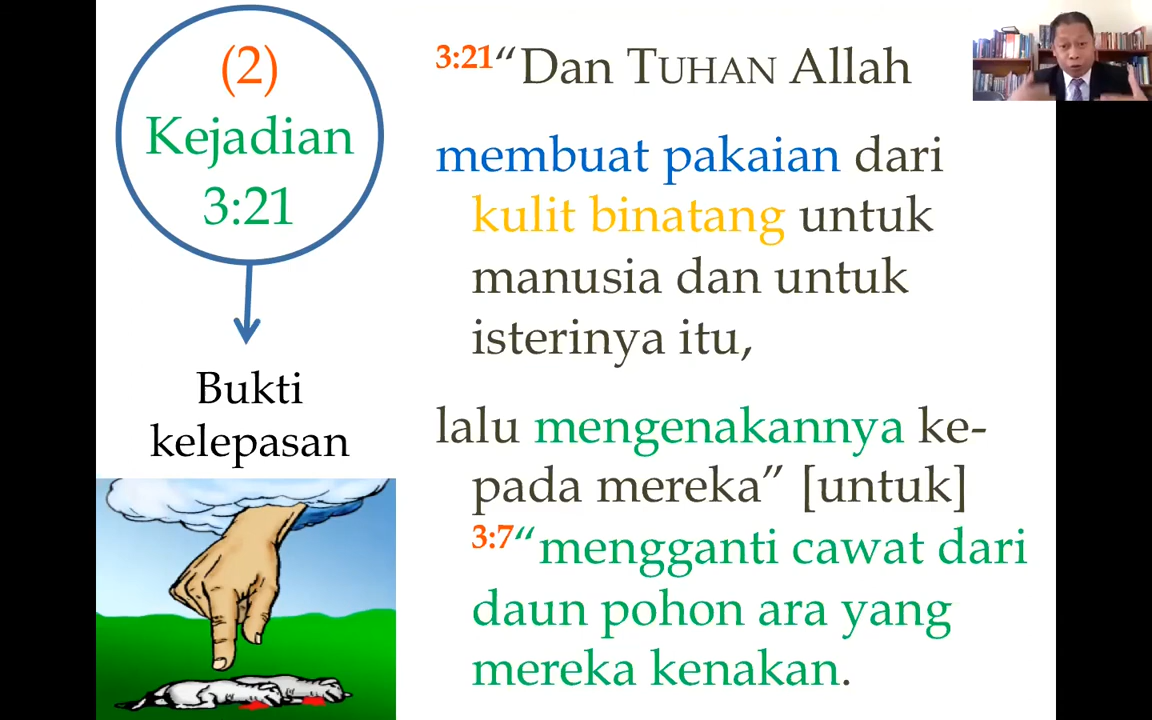 (2)
Kejadian
3:21
Bukti
kelepasan
3:21“Dan TUHAN Allah
membuat pakaian dari
kulit binatang untuk
manusia dan untuk
isterinya itu,
lalu mengenakannya ke-
pada mereka” [untuk]
3:7“mengganti cawat dari
daun pohon ara yang
mereka kenakan.